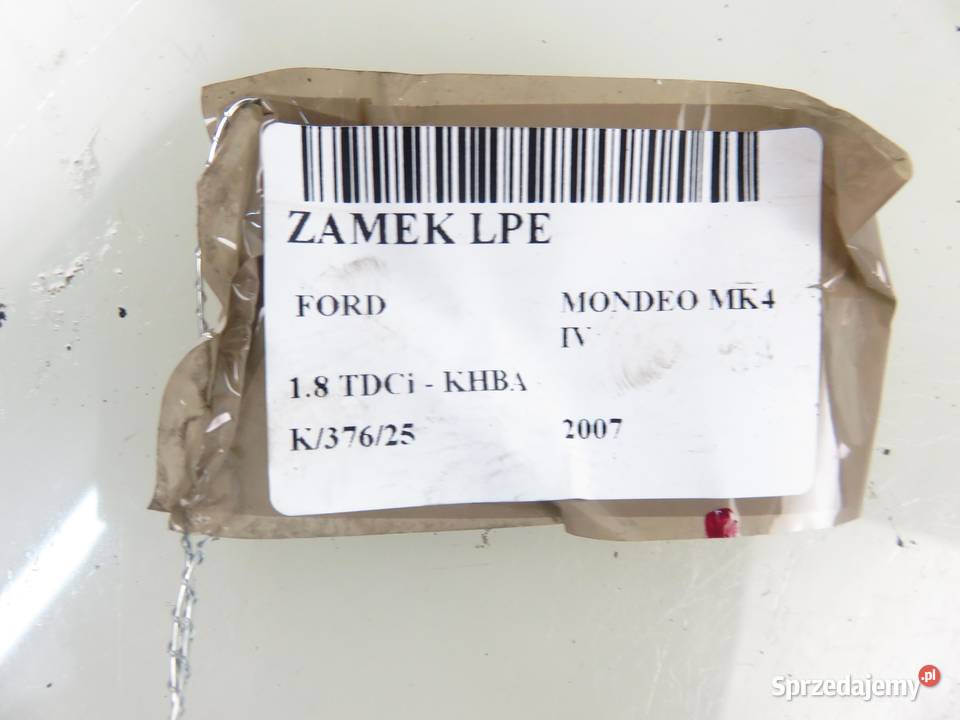 ZAMEK LPE
FORD MONDEO MK4
IV
1.8 TDCi - KHBA
K/376/25 2007
Sprzedajemy.pl